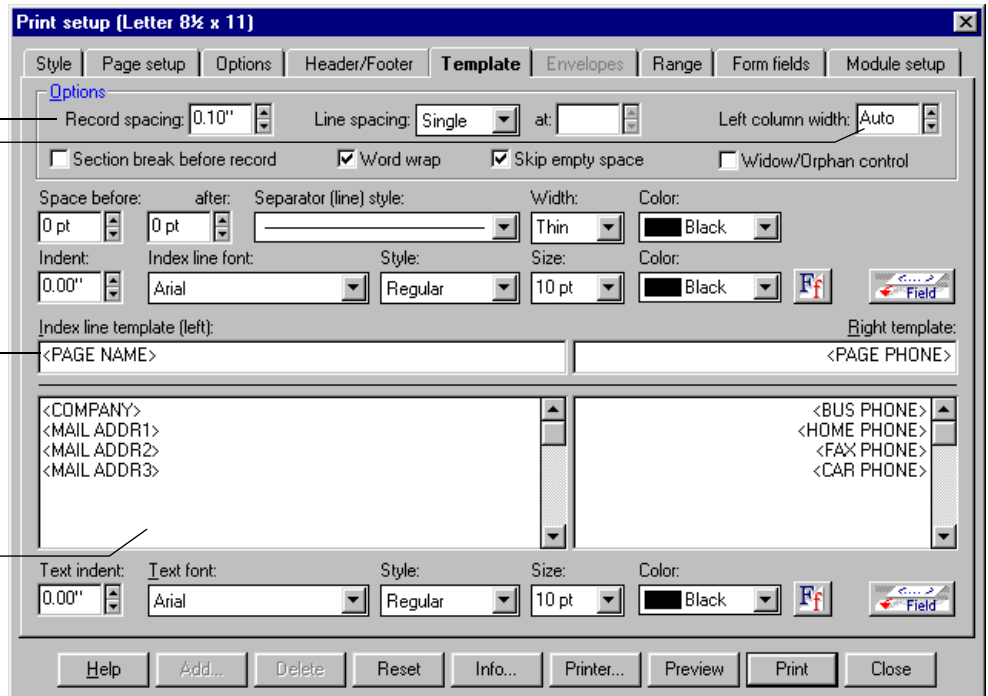 Print setup (Letter 8½ x 11)
Style Page setup Options Header/Footer Template Envelopes Range Form fields Module setup
Options
Record spacing: 0.10" Line spacing: Single at: Left column width: Auto
Section break before record Word wrap Skip empty space Widow/Orphan control
Space before: after: Separator (line) style: Width: Color:
0 pt 0 pt Thin Black
Indent: Index line font: Style: Size: Color:
0.00" Arial Regular 10 pt Black Ff Field
Index line template (left): Right template:
<PAGE NAME> <PAGE PHONE>
<COMPANY> <BUS PHONE>
<MAIL ADDR1> <HOME PHONE>
<MAIL ADDR2> <FAX PHONE>
<MAIL ADDR3> <CAR PHONE>
Text indent: Text font: Style: Size: Color:
0.00" Arial Regular 10 pt Black Ff Field
Help Add... Delete Reset Info... Printer... Preview Print Close